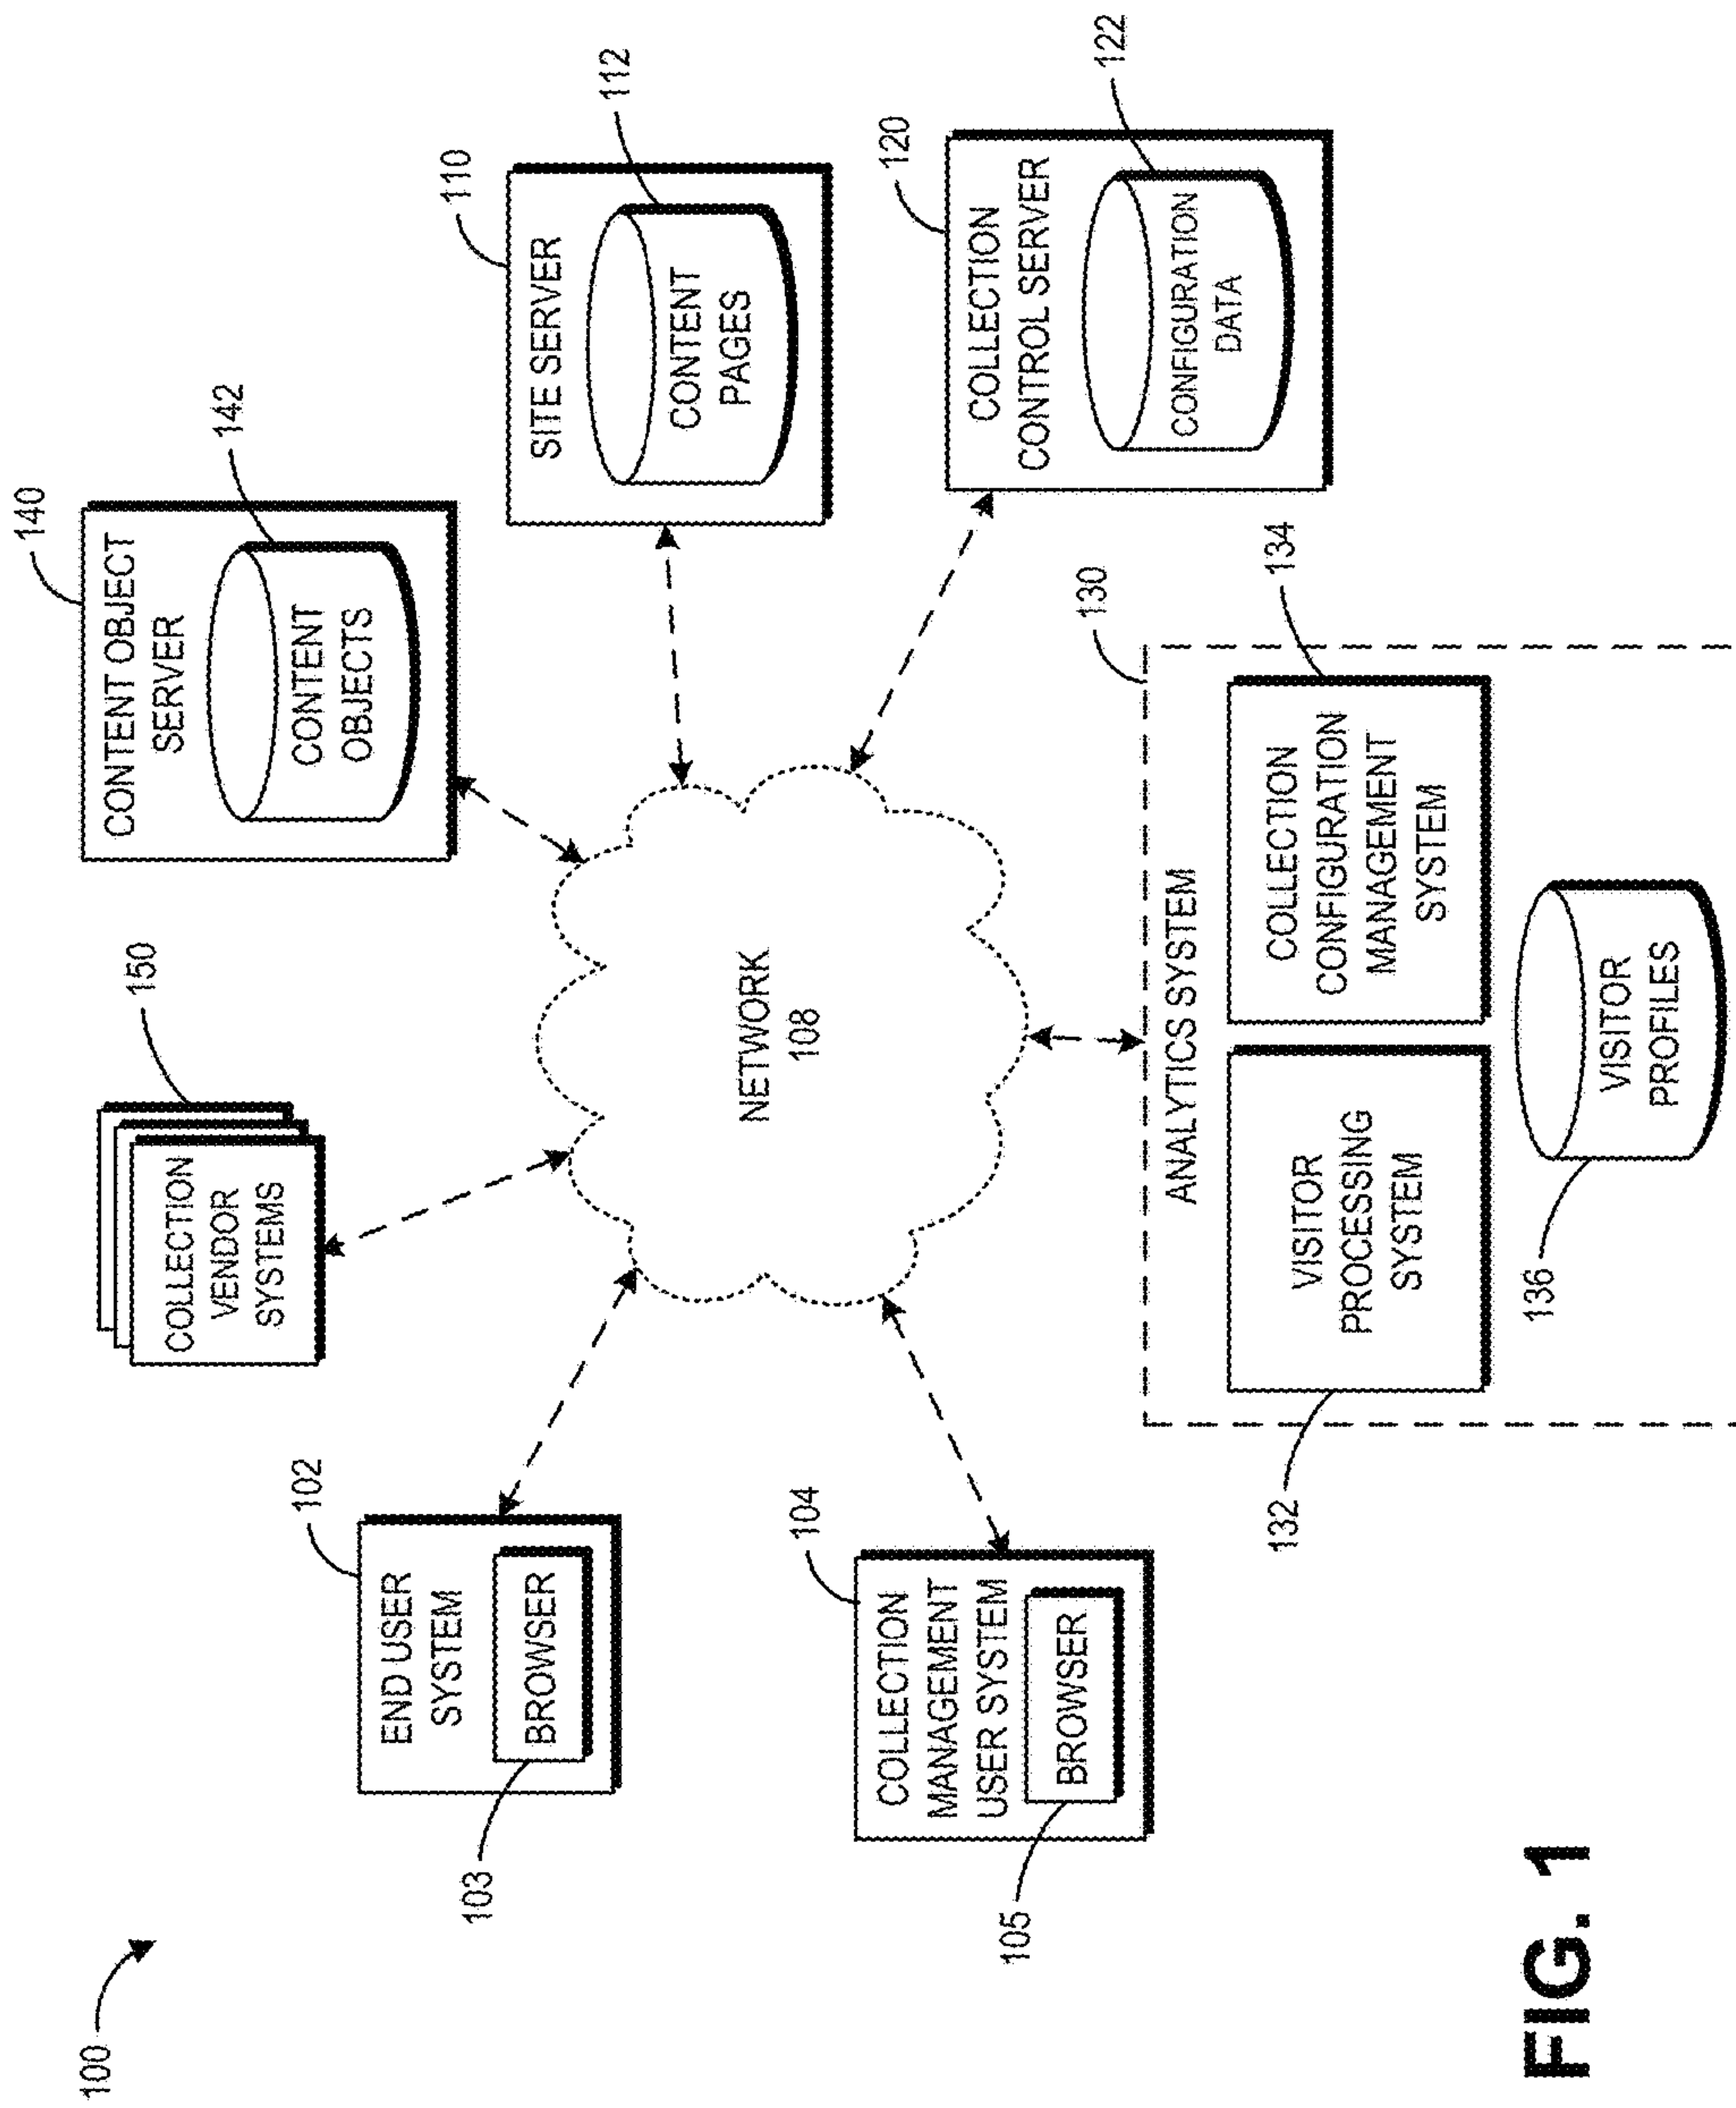 100
150
COLLECTION
VENDOR
SYSTEMS
140
CONTENT OBJECT
SERVER
142
CONTENT
OBJECTS
102
END USER
SYSTEM
BROWSER
103
110
SITE SERVER
112
CONTENT
PAGES
NETWORK
108
104
COLLECTION
MANAGEMENT
USER SYSTEM
BROWSER
105
120
COLLECTION
CONTROL SERVER
122
CONFIGURATION
DATA
130
ANALYTICS SYSTEM
132
VISITOR
PROCESSING
SYSTEM
134
COLLECTION
CONFIGURATION
MANAGEMENT
SYSTEM
136
VISITOR
PROFILES
FIG. 1